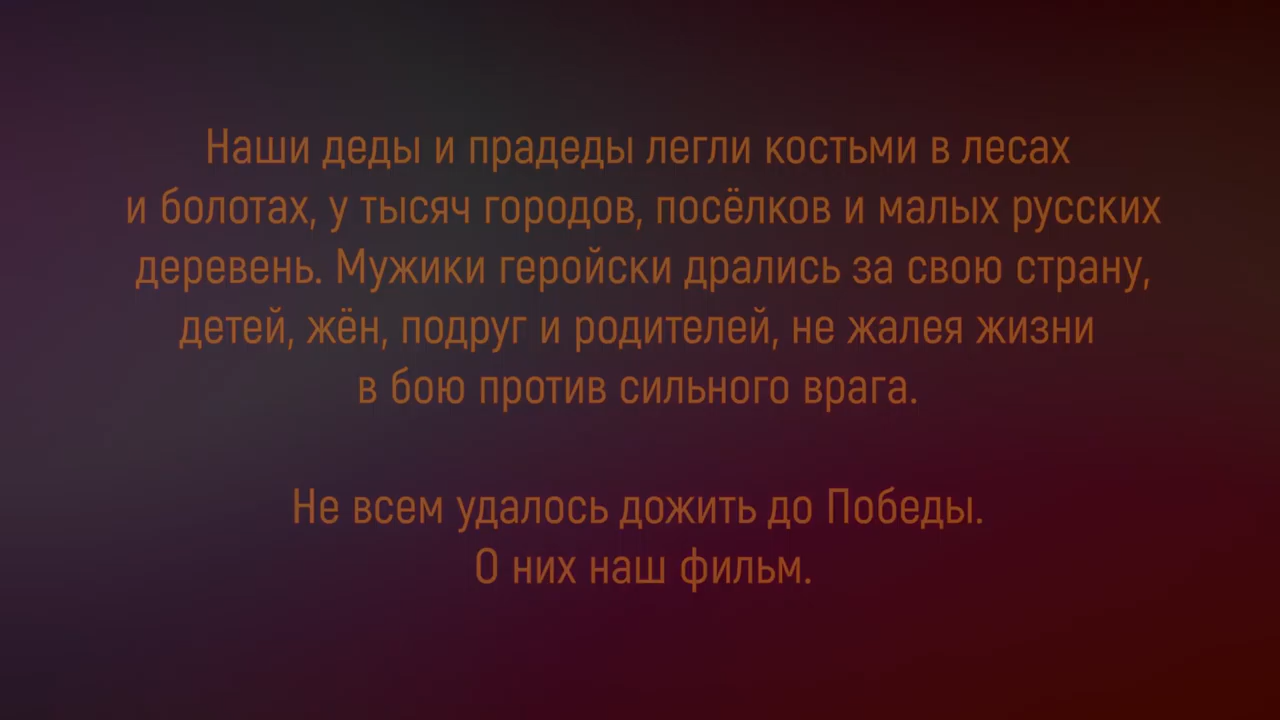 Наши деды и прадеды легли костьми в лесах
и болотах, у тысяч городов, посёлков и малых русских
деревень. Мужики геройски дрались за свою страну,
детей, жён, подруг и родителей, не жалея жизни
в бою против сильного врага.
Не всем удалось дожить до Победы.
О них наш фильм.